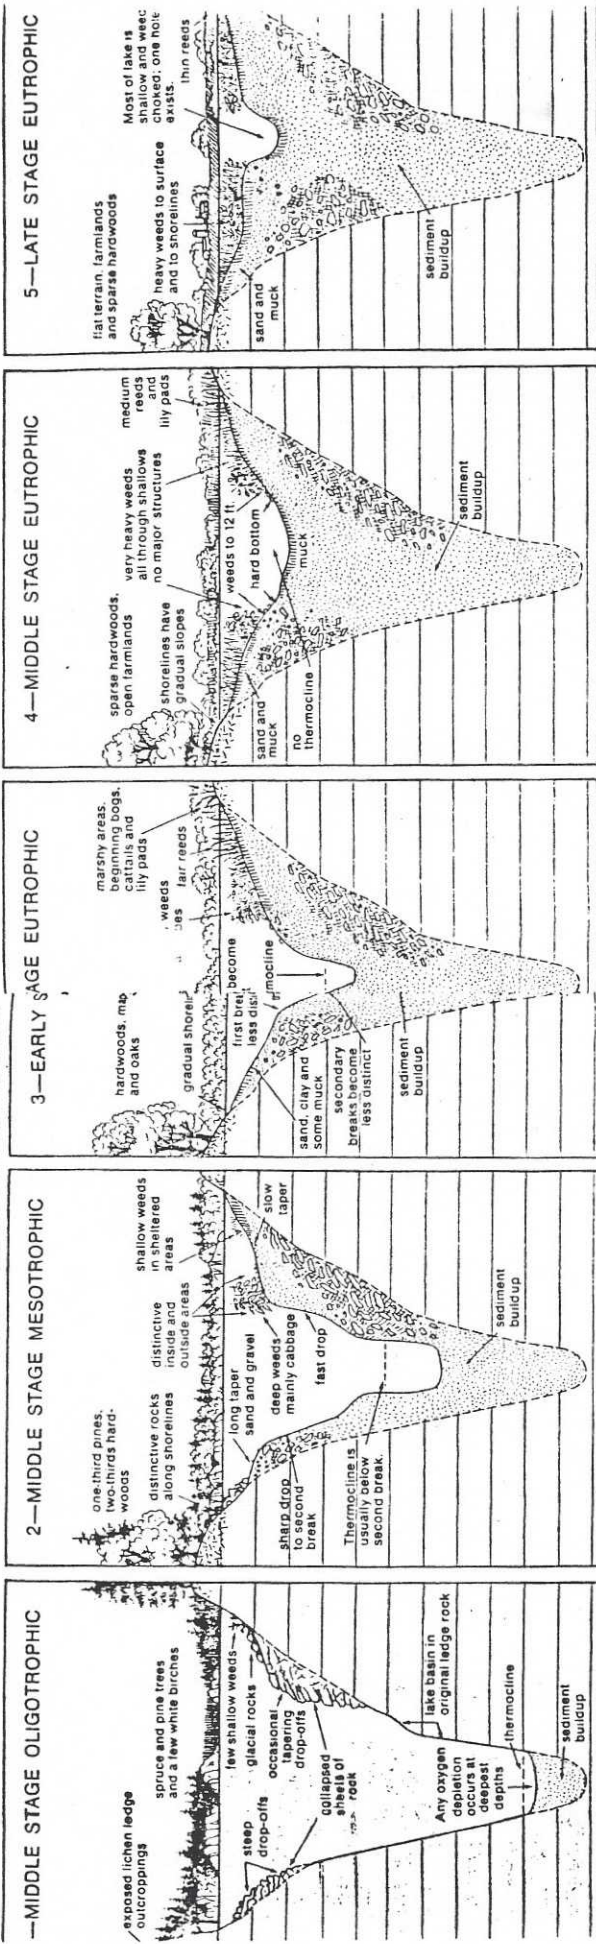 —MIDDLE STAGE OLIGOTROPHIC
exposed lichen ledge
outcroppings
spruce and pine trees
and a few white birches
steep
drop-offs
few shallow weeds
glacial rocks
occasional
tapering
drop-offs
collapsed
sheels of
rock
lake basin in
original ledge rock
Any oxygen
depletion
occurs at
deepest
depths
thermocline
sediment
buildup
2—MIDDLE STAGE MESOTROPHIC
one-third pines,
two-thirds hard-
woods
distinctive rocks
along shorelines
distinctive
inside and
outside areas
shallow weeds
in sheltered
areas
long taper
sand and gravel
deep weeds
mainly cabbage
fast drop
slow
taper
sharp drop
to second
break
Thermocline is
usually below
second break.
sediment
buildup
3—EARLY AGE EUTROPHIC
hardwoods, map
and oaks
gradual shoreli
marshy areas,
beginning bogs,
cattails and
lily pads
weeds
fair reeds
first bre
less dist
become
mocline
sand, clay and
some muck
secondary
breaks become
less distinct
sediment
buildup
4—MIDDLE STAGE EUTROPHIC
sparse hardwoods,
open farmlands
shorelines have
gradual slopes
very heavy weeds
all through shallows
no major structures
medium
reeds
and
lily pads
weeds to 12 ft.
hard bottom
muck
sand and
muck
no
thermocline
sediment
buildup
5—LATE STAGE EUTROPHIC
flat terrain, farmlands
and sparse hardwoods
heavy weeds to surface
and to shorelines
Most of lake is
shallow and weed
choked; one hole
exists.
thin reeds
sand and
muck
sediment
buildup